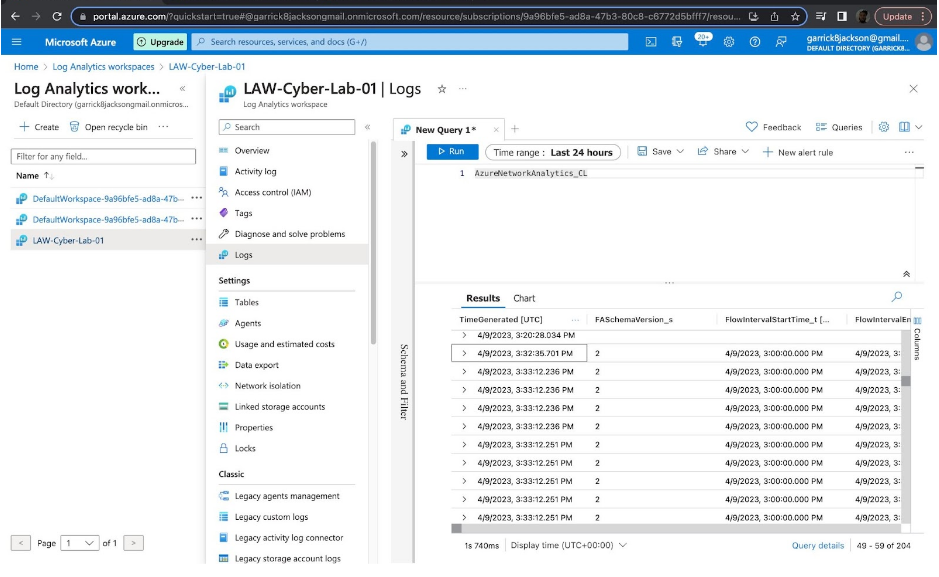 portal.azure.com/?quickstart=true#@garrick8jacksongmail.onmicrosoft.com/resource/subscriptions/9a96bfe5-ad8a-47b3-80c8-c6772d5bfff7/resou...
Update
Microsoft Azure
Upgrade
Search resources, services, and docs (G+/)
20+
garrick8jackson@gmail....
DEFAULT DIRECTORY (GARRICK8...
Home > Log Analytics workspaces > LAW-Cyber-Lab-01
Log Analytics work...
Default Directory (garrick8jacksongmail.onmicros...
Create
Open recycle bin
Filter for any field...
Name
DefaultWorkspace-9a96bfe5-ad8a-47b-...
DefaultWorkspace-9a96bfe5-ad8a-47b-...
LAW-Cyber-Lab-01
Page 1 of 1
LAW-Cyber-Lab-01 | Logs
Log Analytics workspace
Search
Overview
Activity log
Access control (IAM)
Tags
Diagnose and solve problems
Logs
Settings
Tables
Agents
Usage and estimated costs
Data export
Network isolation
Linked storage accounts
Properties
Locks
Classic
Legacy agents management
Legacy custom logs
Legacy activity log connector
Legacy storage account logs
New Query 1*
Feedback
Queries
Run
Time range : Last 24 hours
Save
Share
New alert rule
1 AzureNetworkAnalytics_CL
Schema and Filter
Results Chart
TimeGenerated [UTC] FASchemaVersion_s FlowIntervalStartTime_t [... FlowIntervalEn
4/9/2023, 3:20:28.034 PM
4/9/2023, 3:32:35.701 PM 2 4/9/2023, 3:00:00.000 PM 4/9/2023, 3:
4/9/2023, 3:33:12.236 PM 2 4/9/2023, 3:00:00.000 PM 4/9/2023, 3:
4/9/2023, 3:33:12.236 PM 2 4/9/2023, 3:00:00.000 PM 4/9/2023, 3:
4/9/2023, 3:33:12.236 PM 2 4/9/2023, 3:00:00.000 PM 4/9/2023, 3:
4/9/2023, 3:33:12.236 PM 2 4/9/2023, 3:00:00.000 PM 4/9/2023, 3:
4/9/2023, 3:33:12.251 PM 2 4/9/2023, 3:00:00.000 PM 4/9/2023, 3:
4/9/2023, 3:33:12.251 PM 2 4/9/2023, 3:00:00.000 PM 4/9/2023, 3:
4/9/2023, 3:33:12.251 PM 2 4/9/2023, 3:00:00.000 PM 4/9/2023, 3:
4/9/2023, 3:33:12.251 PM 2 4/9/2023, 3:00:00.000 PM 4/9/2023, 3:
4/9/2023, 3:33:12.251 PM 2 4/9/2023, 3:00:00.000 PM 4/9/2023, 3:
Columns
1s 740ms
Display time (UTC+00:00)
Query details
49 - 59 of 204